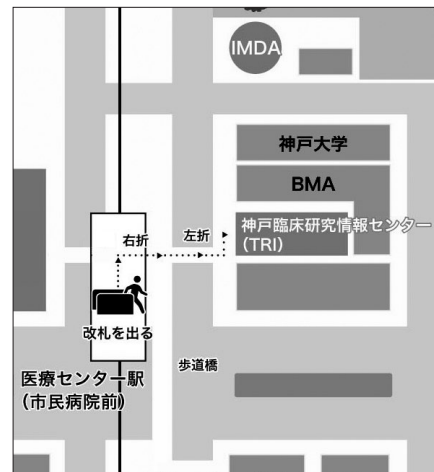 IMDA
神戸大学
BMA
神戸臨床研究情報センター
(TRI)
右折
左折
改札を出る
歩道橋
医療センター駅
(市民病院前)